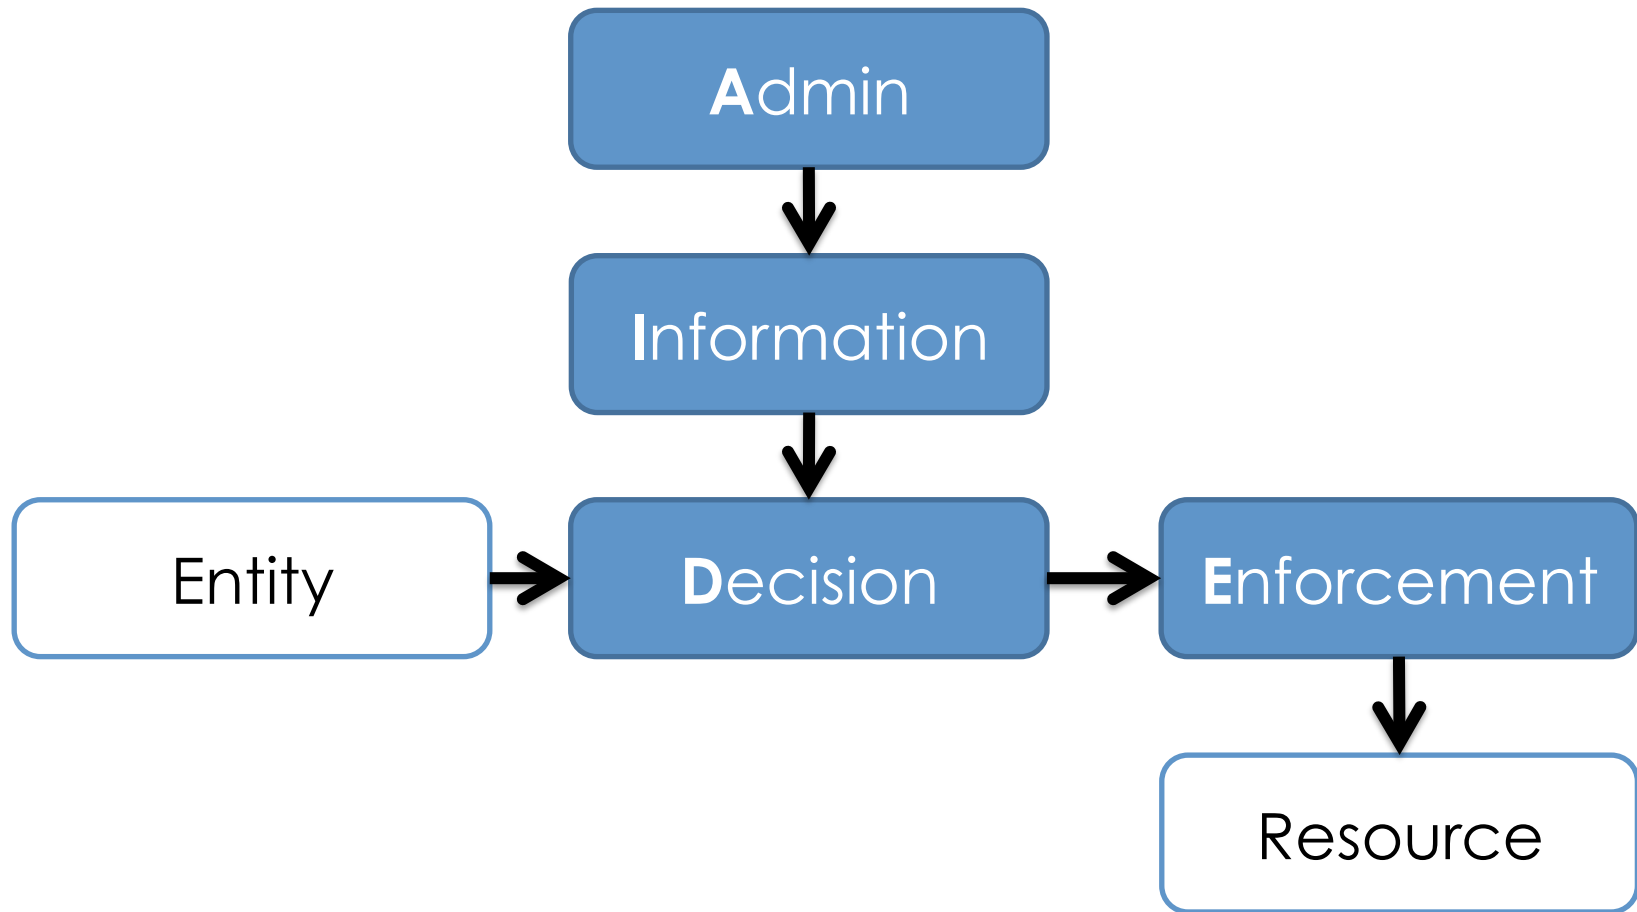 Admin
Information
Entity
Decision
Enforcement
Resource